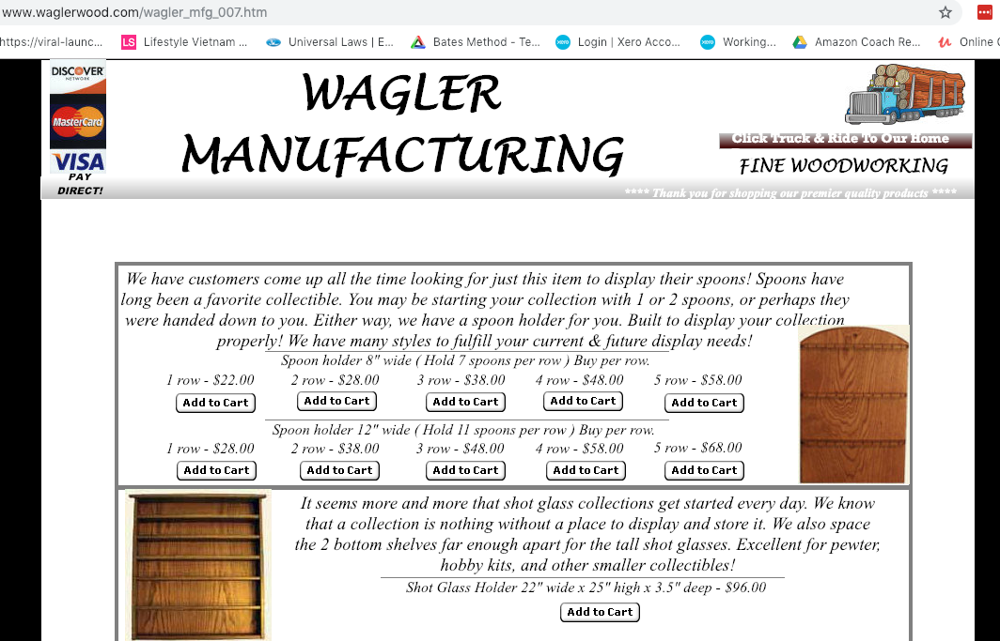 www.waglerwood.com/wagler_mfg_007.htm
https://viral-launc... LS Lifestyle Vietnam ... Universal Laws | E... Bates Method - Te... xero Login | Xero Acco... xero Working... Amazon Coach Re... Online C
DISCOVER
NETWORK
MasterCard
VISA
PAY
DIRECT!
WAGLER
MANUFACTURING
Click Truck & Ride To Our Home
FINE WOODWORKING
**** Thank you for shopping our premier quality products ****
We have customers come up all the time looking for just this item to display their spoons! Spoons have
long been a favorite collectible. You may be starting your collection with 1 or 2 spoons, or perhaps they
were handed down to you. Either way, we have a spoon holder for you. Built to display your collection
properly! We have many styles to fulfill your current & future display needs!
Spoon holder 8" wide ( Hold 7 spoons per row ) Buy per row.
1 row - $22.00 2 row - $28.00 3 row - $38.00 4 row - $48.00 5 row - $58.00
Add to Cart Add to Cart Add to Cart Add to Cart Add to Cart
Spoon holder 12" wide ( Hold 11 spoons per row ) Buy per row.
1 row - $28.00 2 row - $38.00 3 row - $48.00 4 row - $58.00 5 row - $68.00
Add to Cart Add to Cart Add to Cart Add to Cart Add to Cart
It seems more and more that shot glass collections get started every day. We know
that a collection is nothing without a place to display and store it. We also space
the 2 bottom shelves far enough apart for the tall shot glasses. Excellent for pewter,
hobby kits, and other smaller collectibles!
Shot Glass Holder 22" wide x 25" high x 3.5" deep - $96.00
Add to Cart